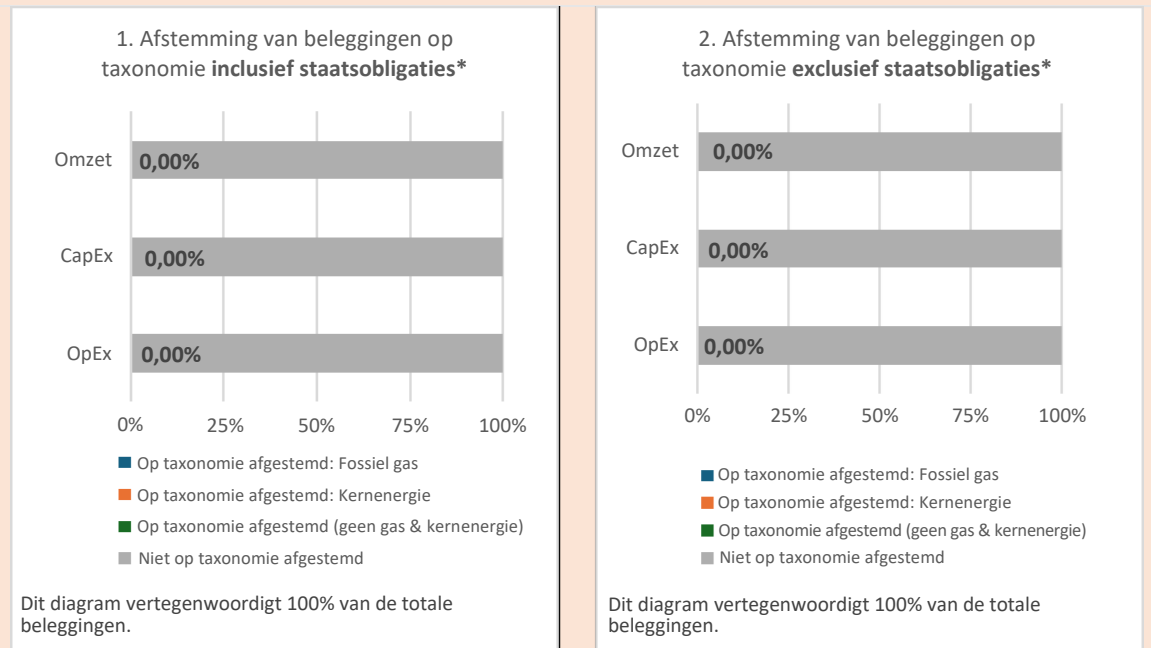 1. Afstemming van beleggingen op
taxonomie inclusief staatsobligaties*
Omzet
0,00%
CapEx
0,00%
OpEx
0,00%
0%
25%
50%
75%
100%
Op taxonomie afgestemd: Fossiel gas
Op taxonomie afgestemd: Kernenergie
Op taxonomie afgestemd (geen gas & kernenergie)
Niet op taxonomie afgestemd
Dit diagram vertegenwoordigt 100% van de totale
beleggingen.
2. Afstemming van beleggingen op
taxonomie exclusief staatsobligaties*
Omzet
0,00%
CapEx
0,00%
OpEx
0,00%
0%
25%
50%
75%
100%
Op taxonomie afgestemd: Fossiel gas
Op taxonomie afgestemd: Kernenergie
Op taxonomie afgestemd (geen gas & kernenergie)
Niet op taxonomie afgestemd
Dit diagram vertegenwoordigt 100% van de totale
beleggingen.